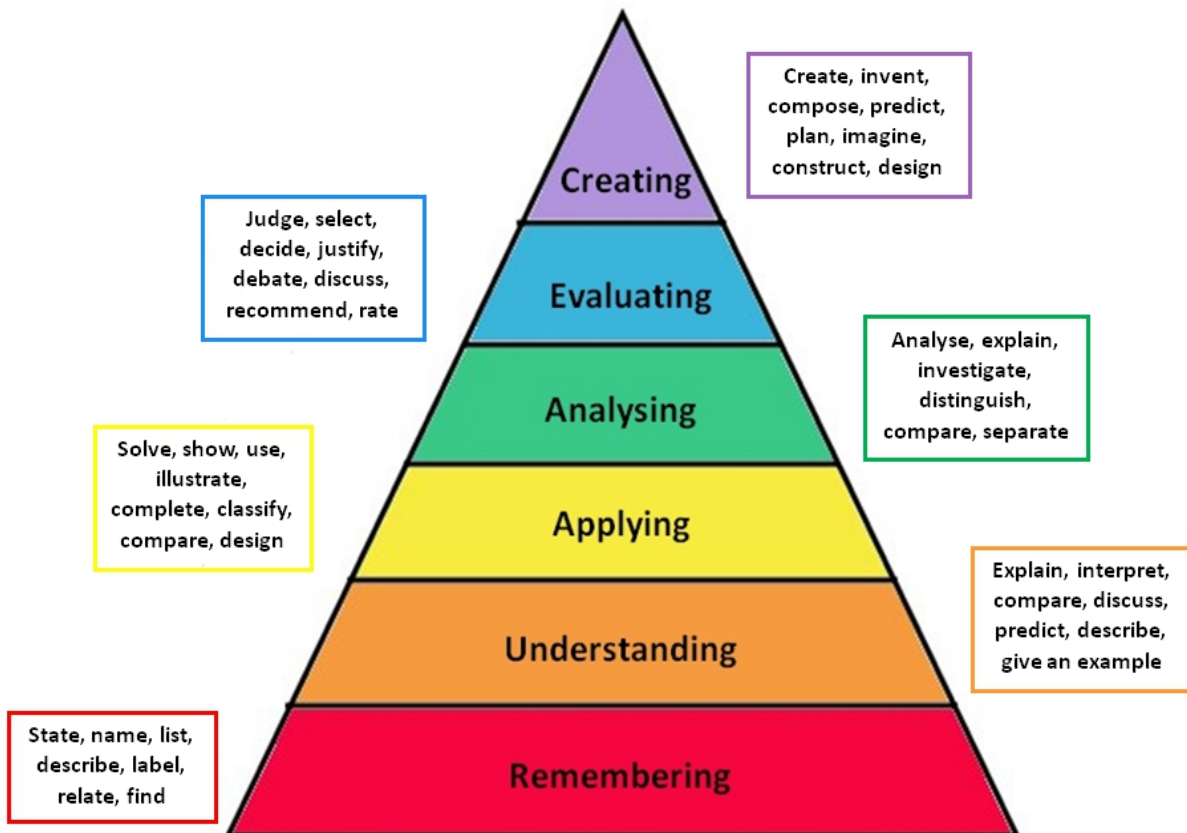 Create, invent,
compose, predict,
plan, imagine,
construct, design
Creating
Judge, select,
decide, justify,
debate, discuss,
recommend, rate
Evaluating
Analyse, explain,
investigate,
distinguish,
compare, separate
Analysing
Solve, show, use,
illustrate,
complete, classify,
compare, design
Applying
Explain, interpret,
compare, discuss,
predict, describe,
give an example
Understanding
State, name, list,
describe, label,
relate, find
Remembering